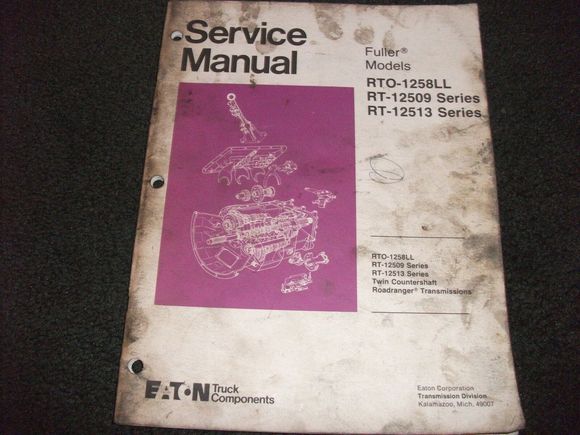 Service
Manual
Fuller®
Models
RTO-1258LL
RT-12509 Series
RT-12513 Series
RTO-1258LL
RT-12509 Series
RT-12513 Series
Twin Countershaft
Roadranger® Transmissions
EATON Truck
Components
Eaton Corporation
Transmission Division
Kalamazoo, Mich. 49007